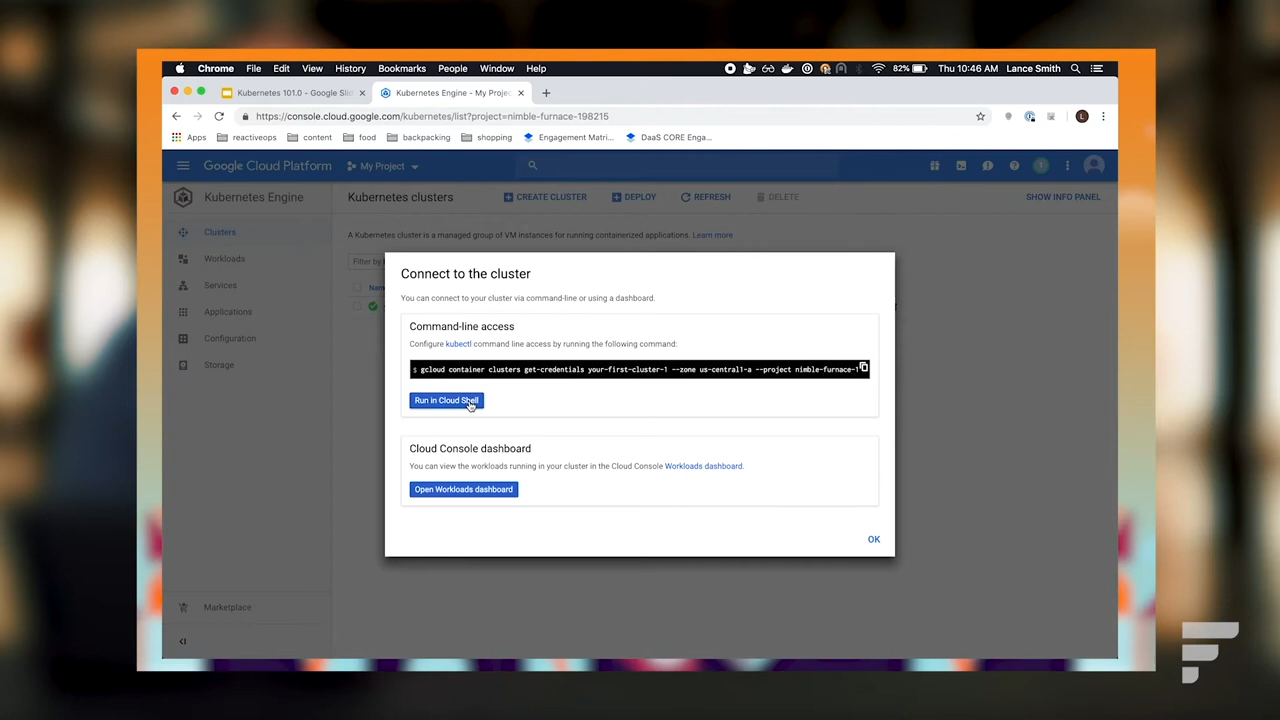 Chrome File Edit View History Bookmarks People Window Help 82% Thu 10:46 AM Lance Smith
Kubernetes 101.0 - Google Slid Kubernetes Engine - My Projec
https://console.cloud.google.com/kubernetes/list?project=nimble-furnace-198215
Apps reactiveops content food backpacking shopping Engagement Matri... DaaS CORE Enga...
Google Cloud Platform My Project 1
Kubernetes Engine Kubernetes clusters CREATE CLUSTER DEPLOY REFRESH DELETE SHOW INFO PANEL
Clusters
A Kubernetes cluster is a managed group of VM instances for running containerized applications. Learn more
Workloads
Filter by
Services
Nam
Applications
Configuration
Storage
Connect to the cluster
You can connect to your cluster via command-line or using a dashboard.
Command-line access
Configure kubectl command line access by running the following command:
$ gcloud container clusters get-credentials your-first-cluster-1 --zone us-central1-a --project nimble-furnace-1
Run in Cloud Shell
Cloud Console dashboard
You can view the workloads running in your cluster in the Cloud Console Workloads dashboard.
Open Workloads dashboard
OK
Marketplace